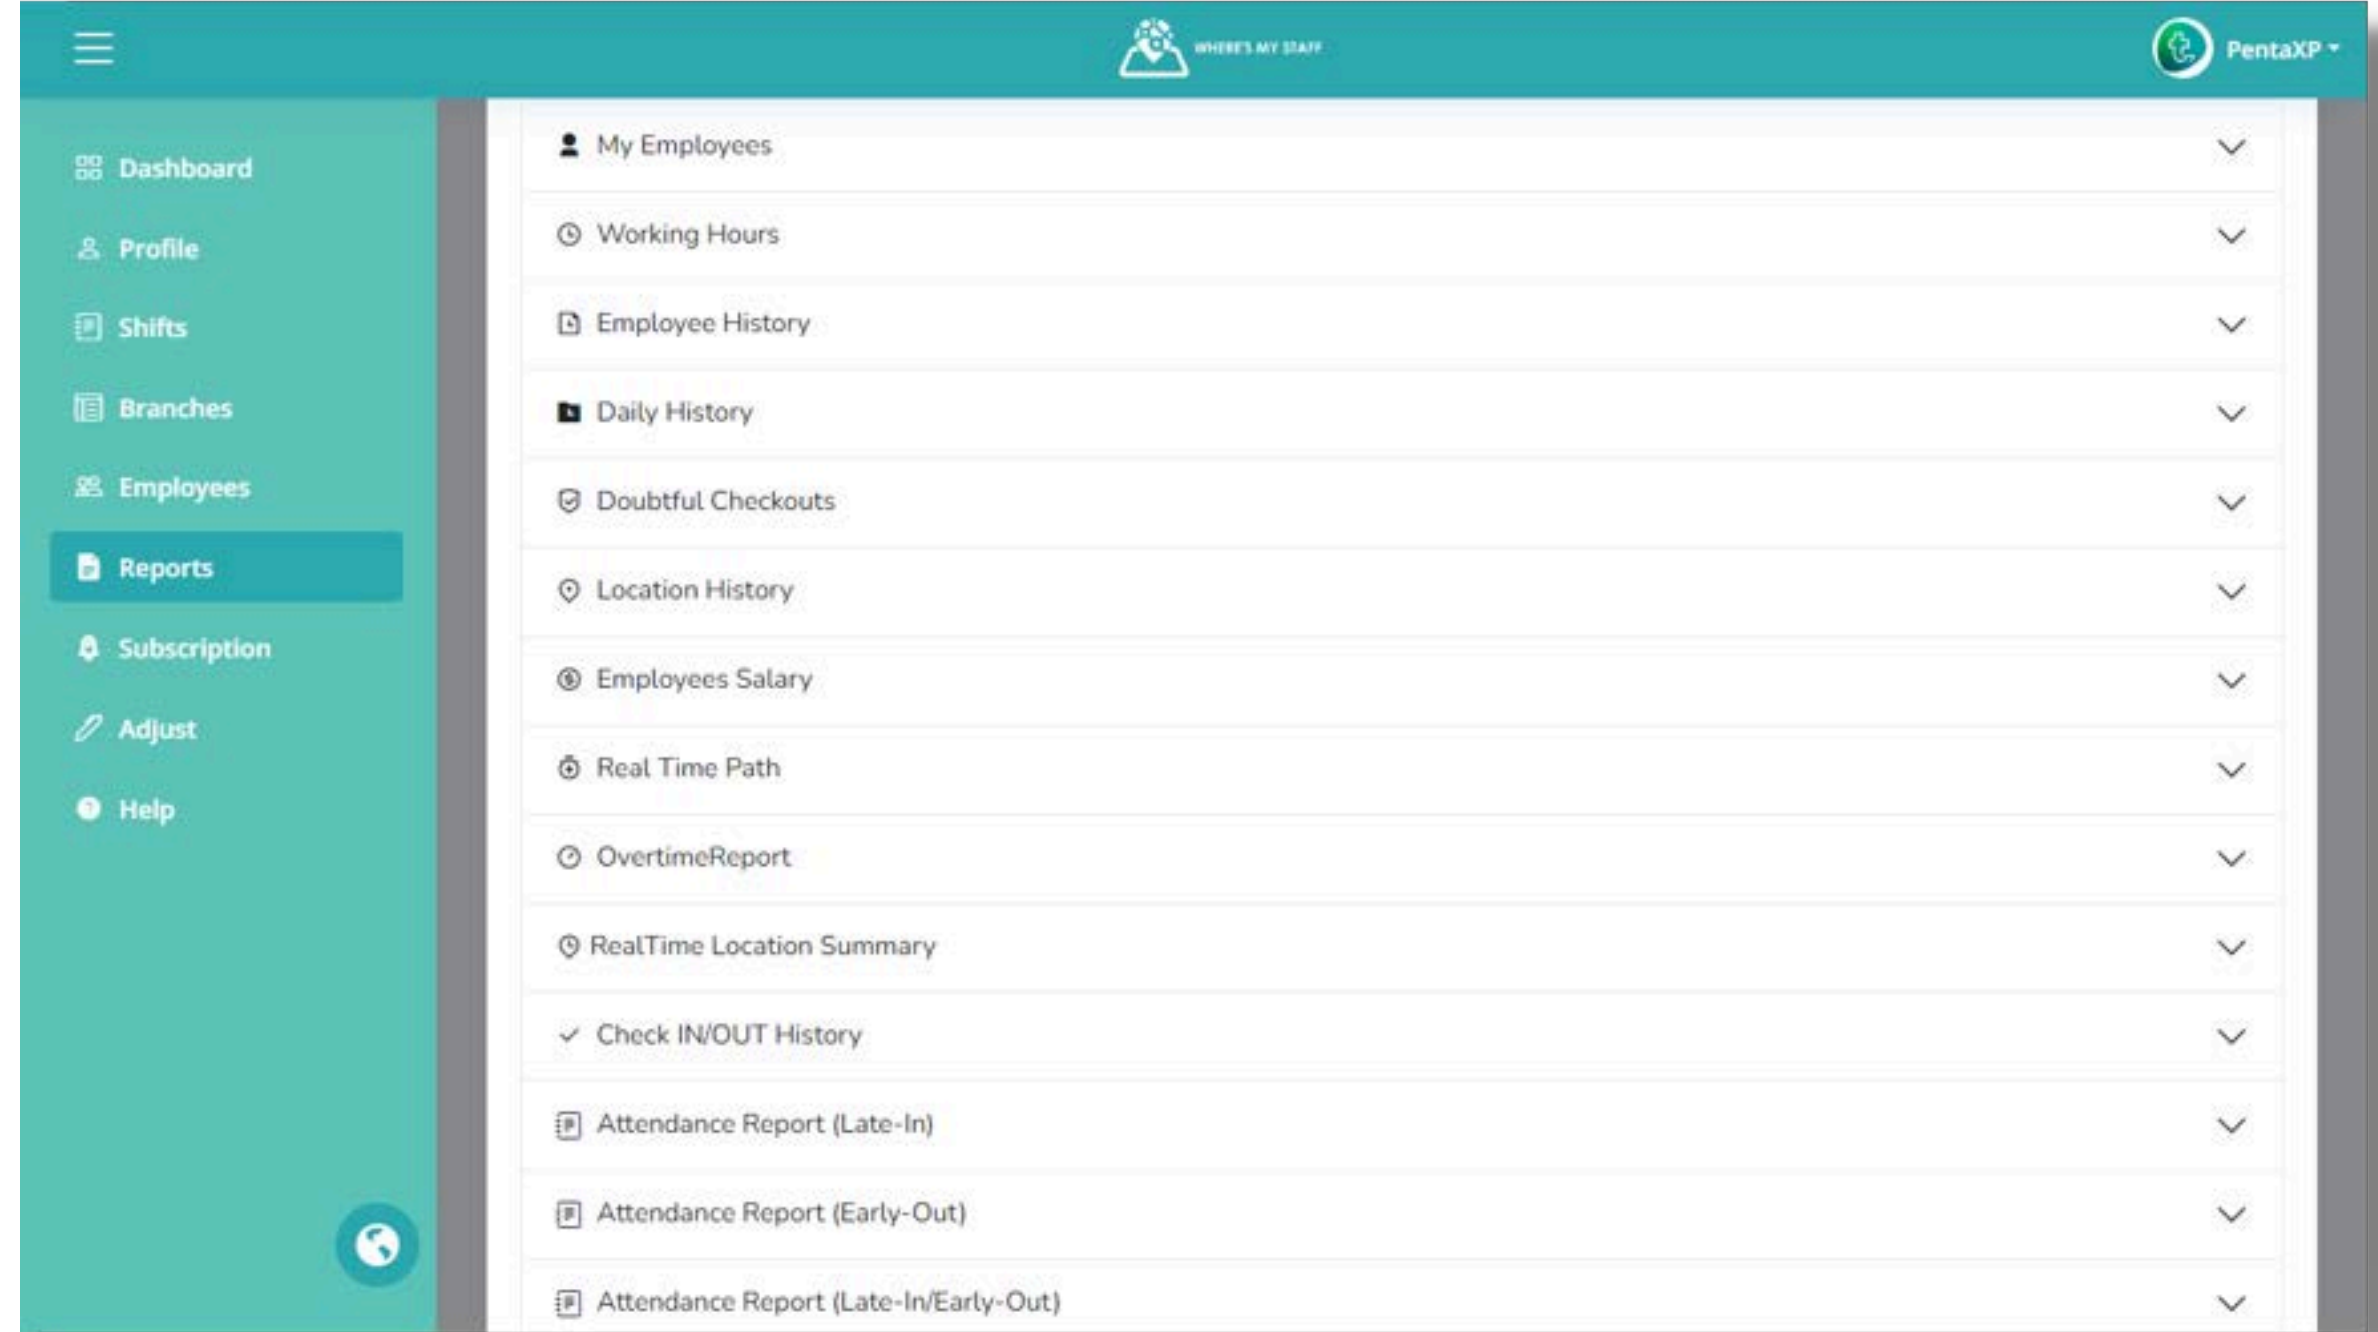 WHERE'S MY STAFF
PentaXP
Dashboard
Profile
Shifts
Branches
Employees
Reports
Subscription
Adjust
Help
My Employees
Working Hours
Employee History
Daily History
Doubtful Checkouts
Location History
Employees Salary
Real Time Path
OvertimeReport
RealTime Location Summary
Check IN/OUT History
Attendance Report (Late-In)
Attendance Report (Early-Out)
Attendance Report (Late-In/Early-Out)